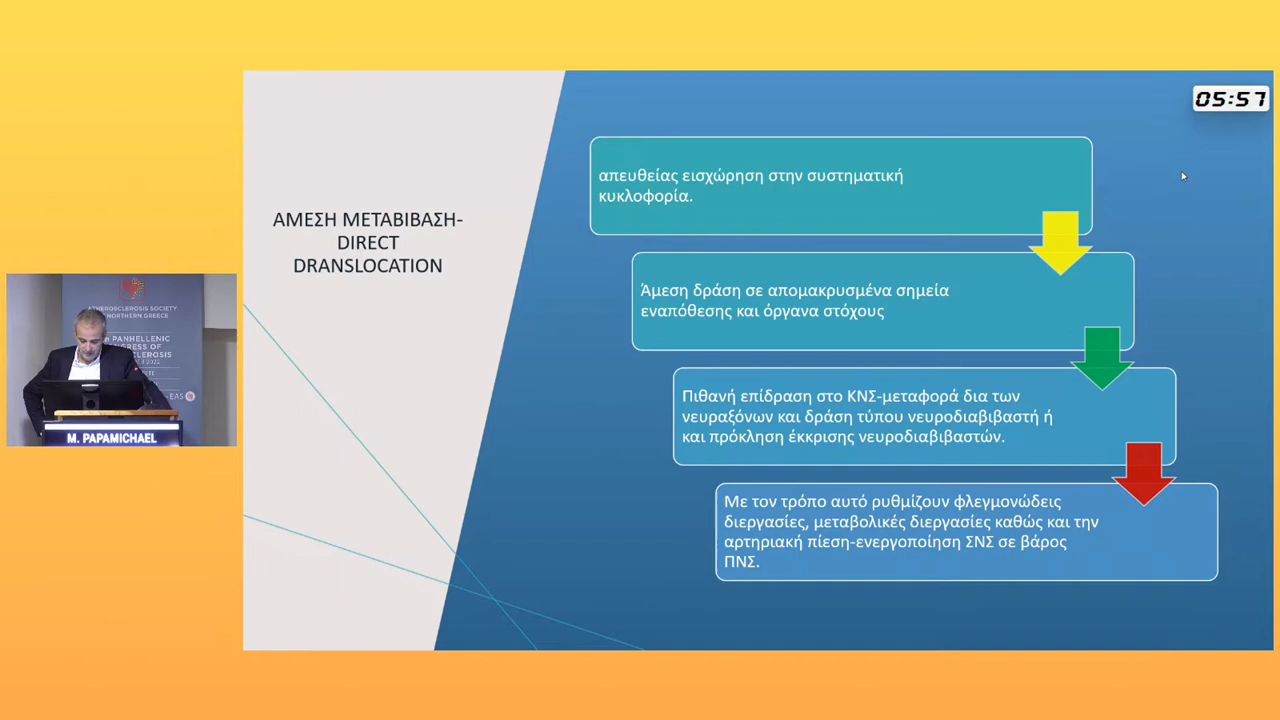 05:57
ΑΜΕΣΗ ΜΕΤΑΒΙΒΑΣΗ-
DIRECT
DRANSLOCATION
απευθείας εισχώρηση στην συστηματική
κυκλοφορία.
Άμεση δράση σε απομακρυσμένα σημεία
εναπόθεσης και όργανα στόχους
Πιθανή επίδραση στο ΚΝΣ-μεταφορά δια των
νευραξόνων και δράση τύπου νευροδιαβιβαστή ή
και πρόκληση έκκρισης νευροδιαβιβαστών.
Με τον τρόπο αυτό ρυθμίζουν φλεγμονώδεις
διεργασίες, μεταβολικές διεργασίες καθώς και την
αρτηριακή πίεση-ενεργοποίηση ΣΝΣ σε βάρος
ΠΝΣ.
ATHEROSCLEROSIS SOCIETY
NORTHERN GREECE
PANHELLENIC
2022
EAS
M. PAPAMICHAEL